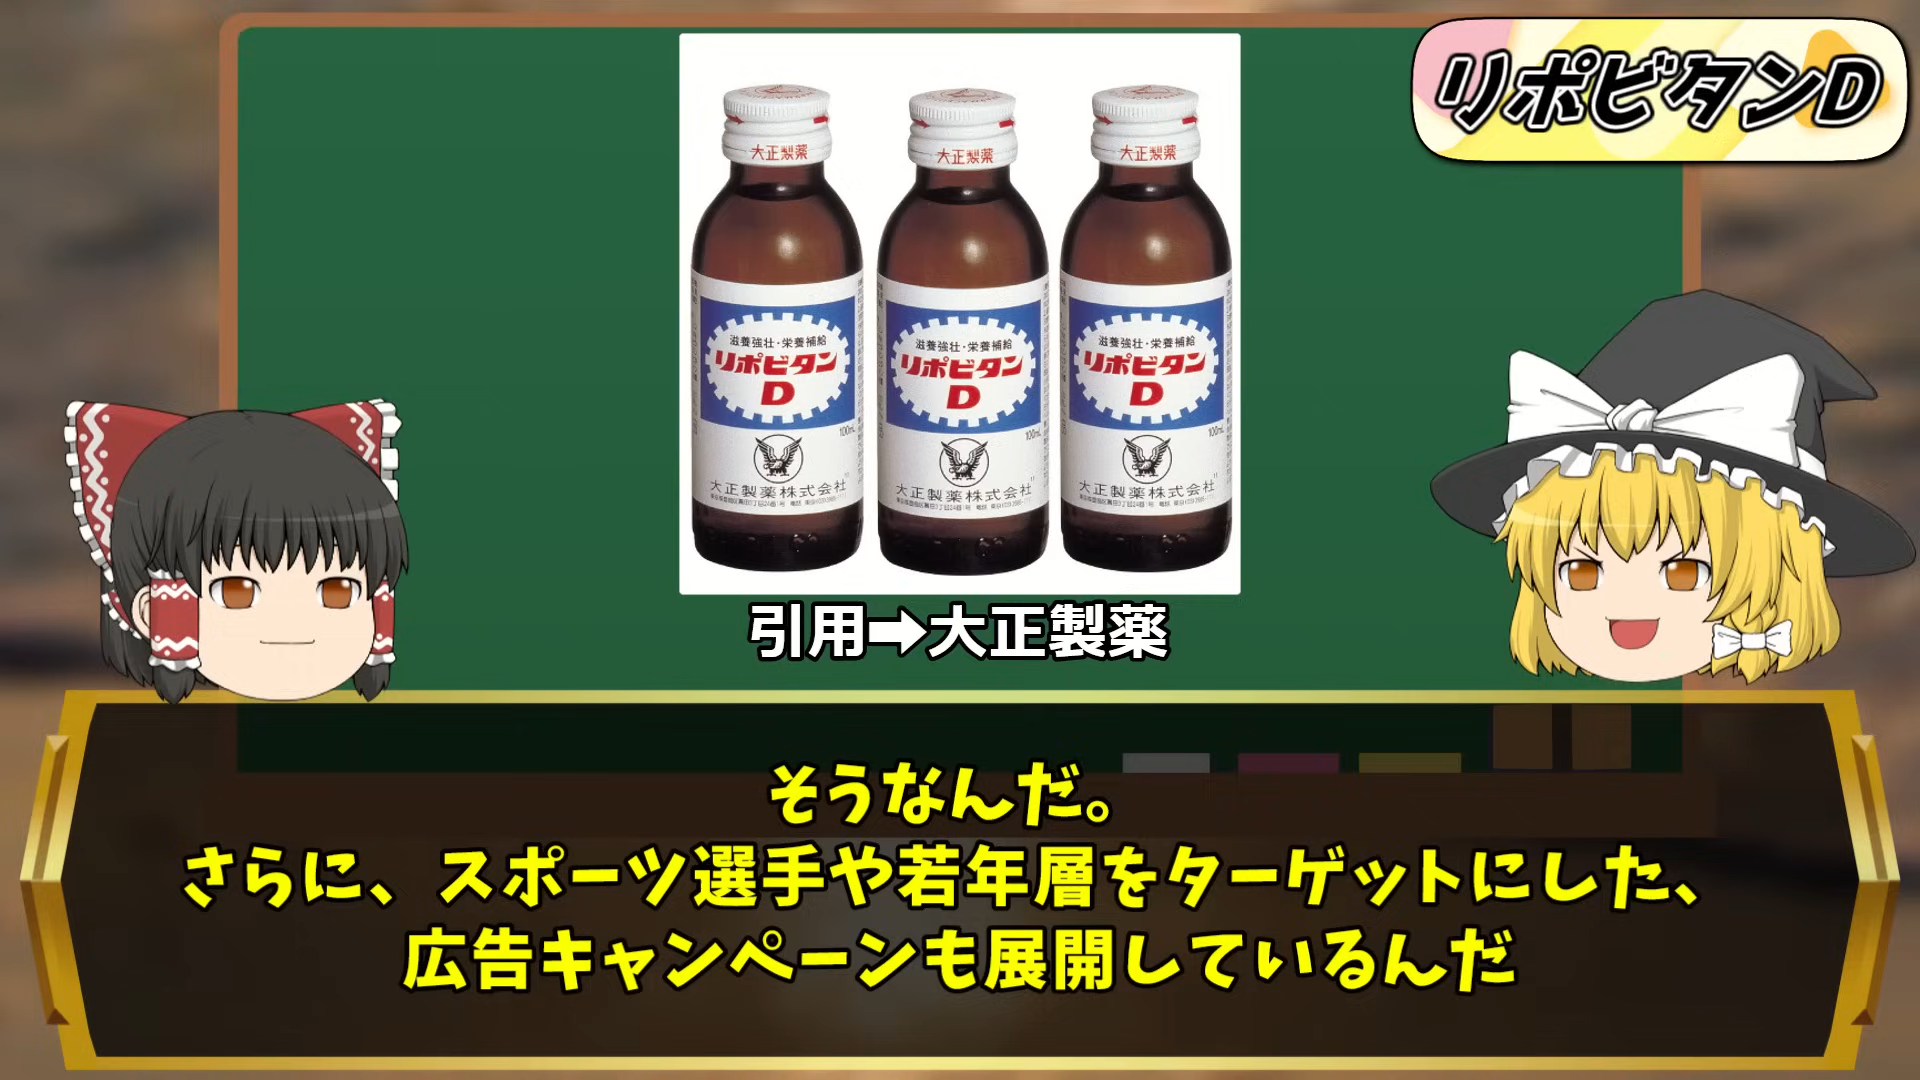 リポビタンD
大正製薬
大正製薬
大正製薬
滋養強壮・栄養補給
リポビタン
D
100mL
大正製薬株式会社
滋養強壮・栄養補給
リポビタン
D
100mL
大正製薬株式会社
滋養強壮・栄養補給
リポビタン
D
100mL
大正製薬株式会社
引用➡大正製薬
そうなんだ。
さらに、スポーツ選手や若年層をターゲットにした、
広告キャンペーンも展開しているんだ